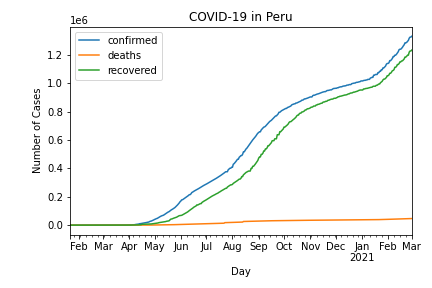 COVID-19 in Peru
1e6
confirmed
deaths
recovered
Number of Cases
1.2
1.0
0.8
0.6
0.4
0.2
0.0
Feb Mar Apr May Jun Jul Aug Sep Oct Nov Dec Jan Feb Mar
2021
Day